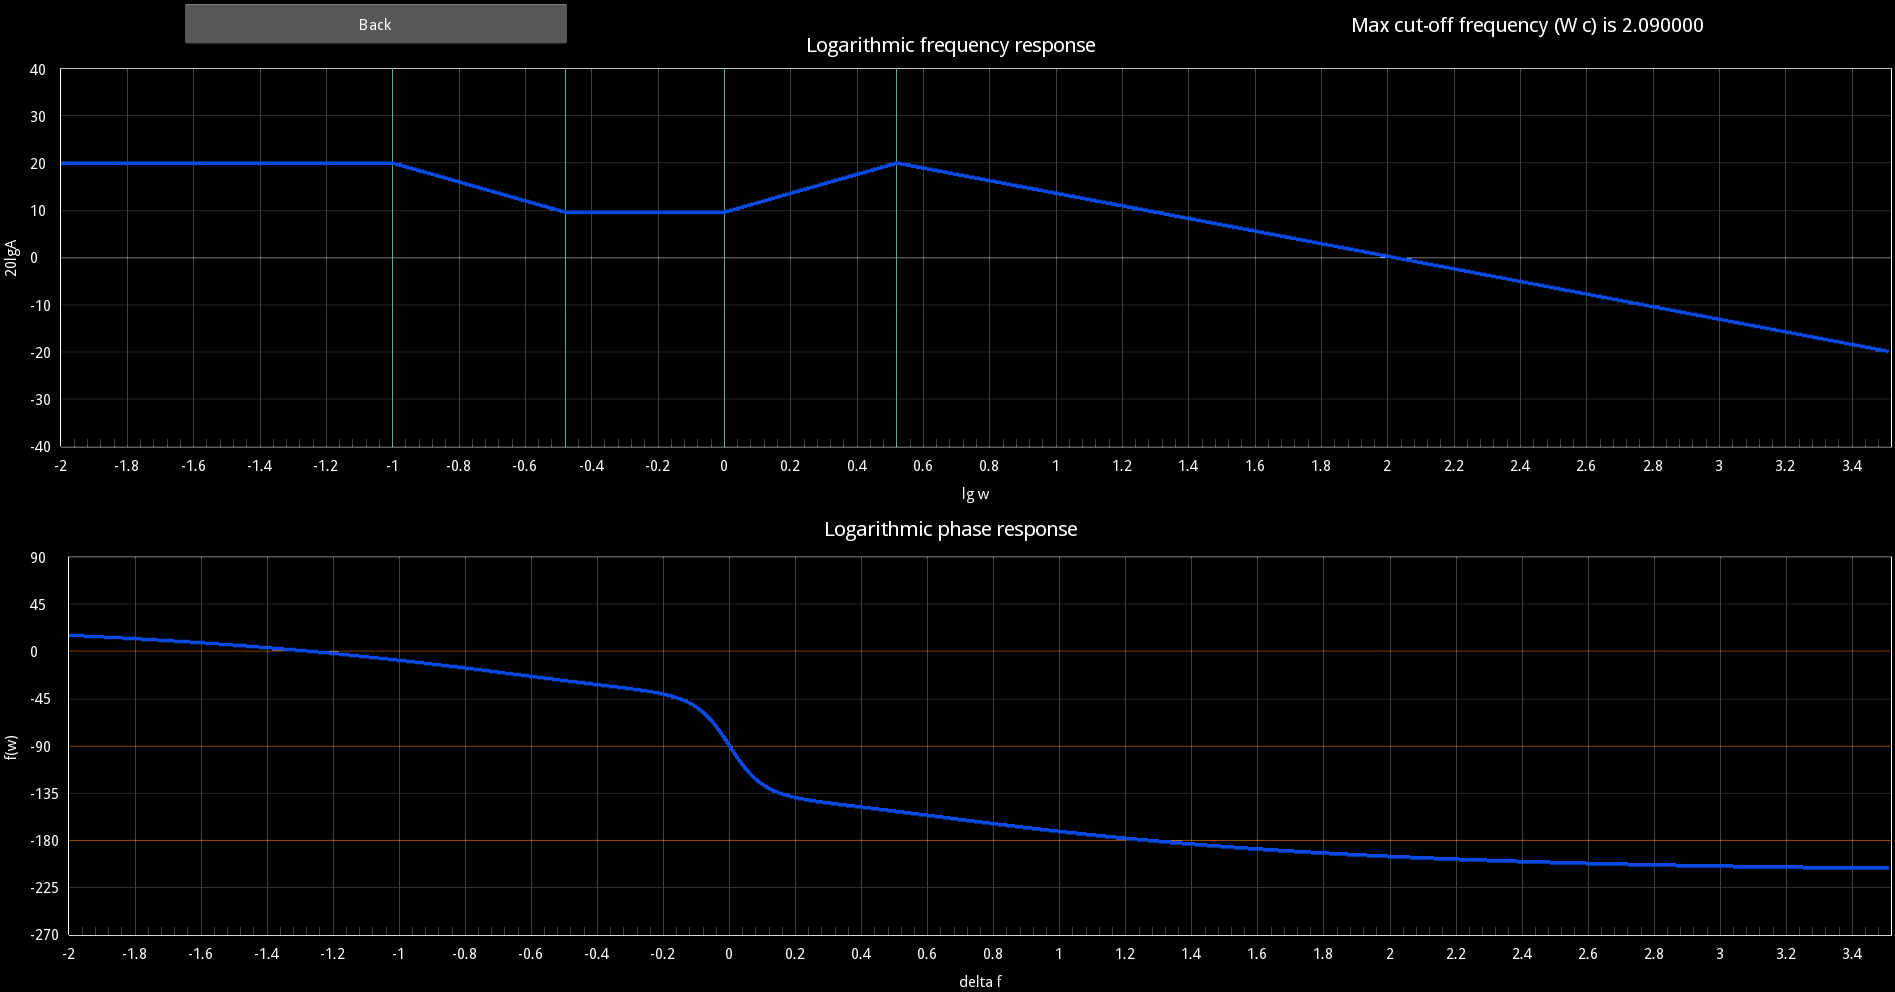 Back
Max cut-off frequency (W c) is 2.090000
Logarithmic frequency response
40
30
20
10
0
-10
-20
-30
-40
20lgA
-2 -1.8 -1.6 -1.4 -1.2 -1 -0.8 -0.6 -0.4 -0.2 0 0.2 0.4 0.6 0.8 1 1.2 1.4 1.6 1.8 2 2.2 2.4 2.6 2.8 3 3.2 3.4
lg w
Logarithmic phase response
90
45
0
-45
-90
-135
-180
-225
-270
f(w)
-2 -1.8 -1.6 -1.4 -1.2 -1 -0.8 -0.6 -0.4 -0.2 0 0.2 0.4 0.6 0.8 1 1.2 1.4 1.6 1.8 2 2.2 2.4 2.6 2.8 3 3.2 3.4
delta f